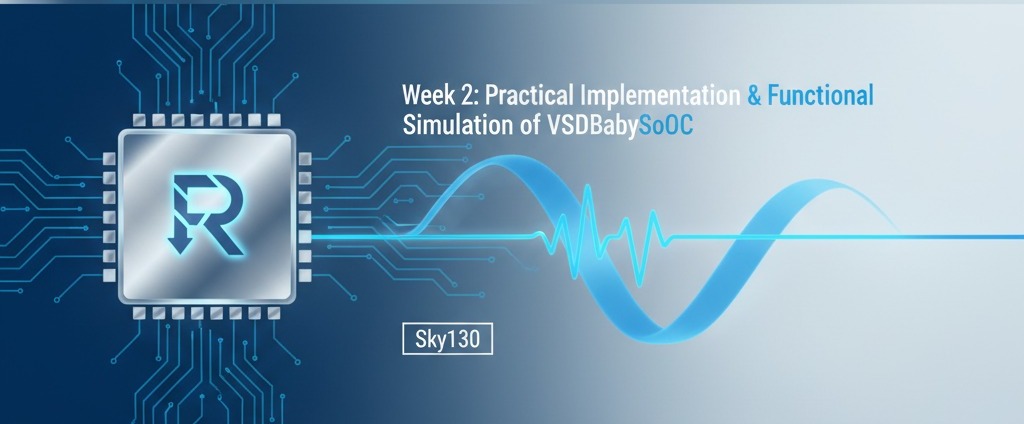 Week 2: Practical Implementation & Functional
Simulation of VSDBabySoOC
R
Sky130